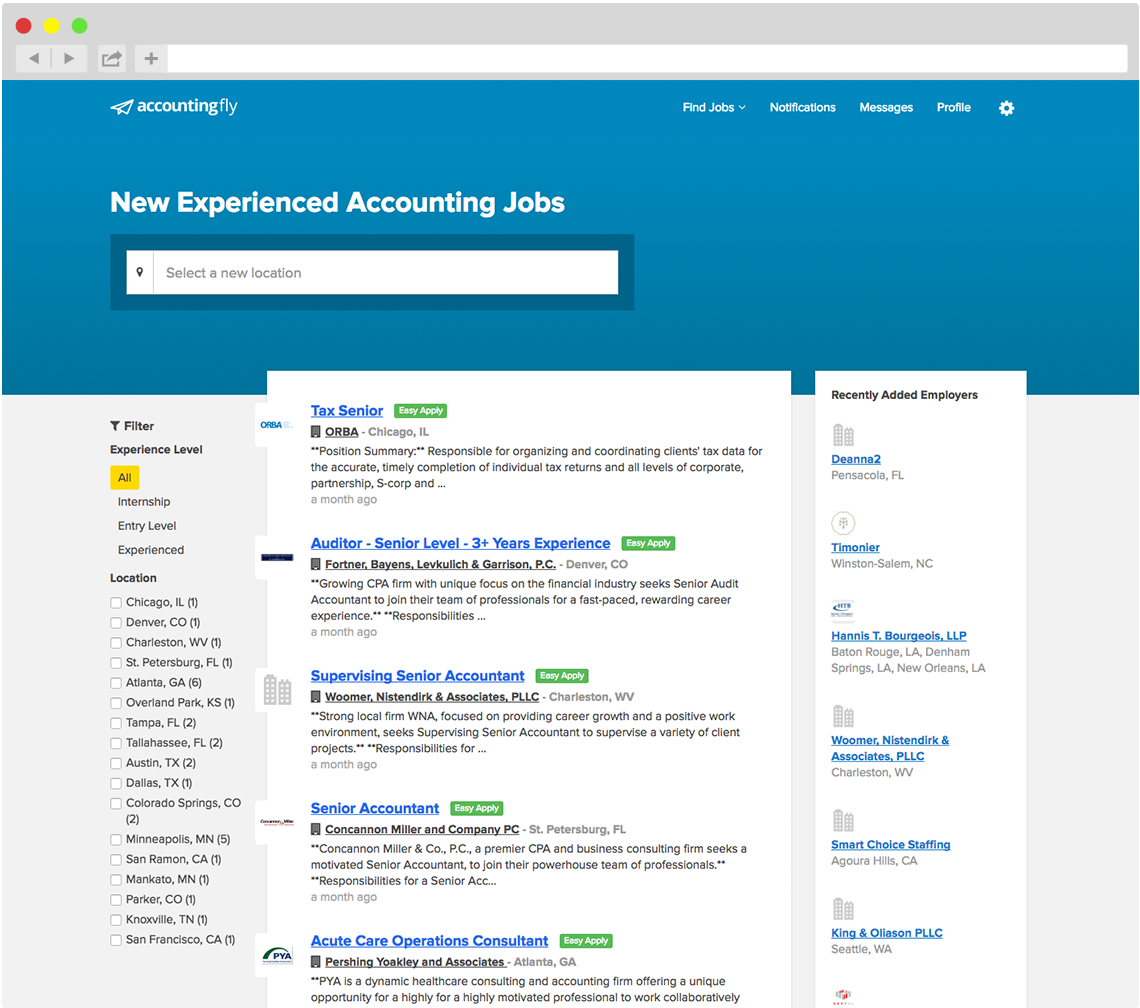 accountingfly
Find Jobs
Notifications
Messages
Profile
New Experienced Accounting Jobs
Select a new location
Filter
Experience Level
All
Internship
Entry Level
Experienced
Location
Chicago, IL (1)
Denver, CO (1)
Charleston, WV (1)
St. Petersburg, FL (1)
Atlanta, GA (6)
Overland Park, KS (1)
Tampa, FL (2)
Tallahassee, FL (2)
Austin, TX (2)
Dallas, TX (1)
Colorado Springs, CO
(2)
Minneapolis, MN (5)
San Ramon, CA (1)
Mankato, MN (1)
Parker, CO (1)
Knoxville, TN (1)
San Francisco, CA (1)
ORBA
Tax Senior Easy Apply
ORBA - Chicago, IL
**Position Summary:** Responsible for organizing and coordinating clients' tax data for
the accurate, timely completion of individual tax returns and all levels of corporate,
partnership, S-corp and ...
a month ago
Auditor - Senior Level - 3+ Years Experience Easy Apply
Fortner, Bayens, Levkulich & Garrison, P.C. - Denver, CO
**Growing CPA firm with unique focus on the financial industry seeks Senior Audit
Accountant to join their team of professionals for a fast-paced, rewarding career
experience.** **Responsibilities ...
a month ago
Supervising Senior Accountant Easy Apply
Woomer, Nistendirk & Associates, PLLC - Charleston, WV
**Strong local firm WNA, focused on providing career growth and a positive work
environment, seeks Supervising Senior Accountant to supervise a variety of client
projects.** **Responsibilities for ...
a month ago
Concannon Miller
Senior Accountant Easy Apply
Concannon Miller and Company PC - St. Petersburg, FL
**Concannon Miller & Co., P.C., a premier CPA and business consulting firm seeks a
motivated Senior Accountant, to join their powerhouse team of professionals.**
**Responsibilities for a Senior Acc...
a month ago
PYA
Acute Care Operations Consultant Easy Apply
Pershing Yoakley and Associates - Atlanta, GA
**PYA is a dynamic healthcare consulting and accounting firm offering a unique
opportunity for a highly for a highly motivated professional to work collaboratively
Recently Added Employers
Deanna2
Pensacola, FL
Timonier
Winston-Salem, NC
HTB
Hannis T. Bourgeois, LLP
Baton Rouge, LA, Denham
Springs, LA, New Orleans, LA
Woomer, Nistendirk &
Associates, PLLC
Charleston, WV
Smart Choice Staffing
Agoura Hills, CA
King & Oliason PLLC
Seattle, WA